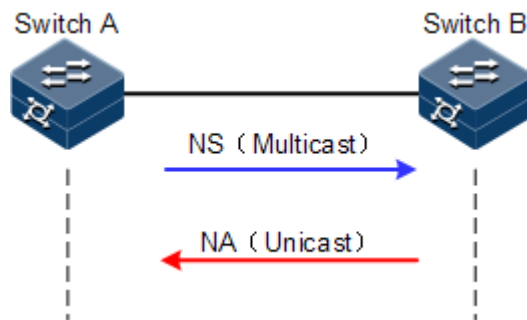 Switch A
Switch B
NS（Multicast）
NA（Unicast）